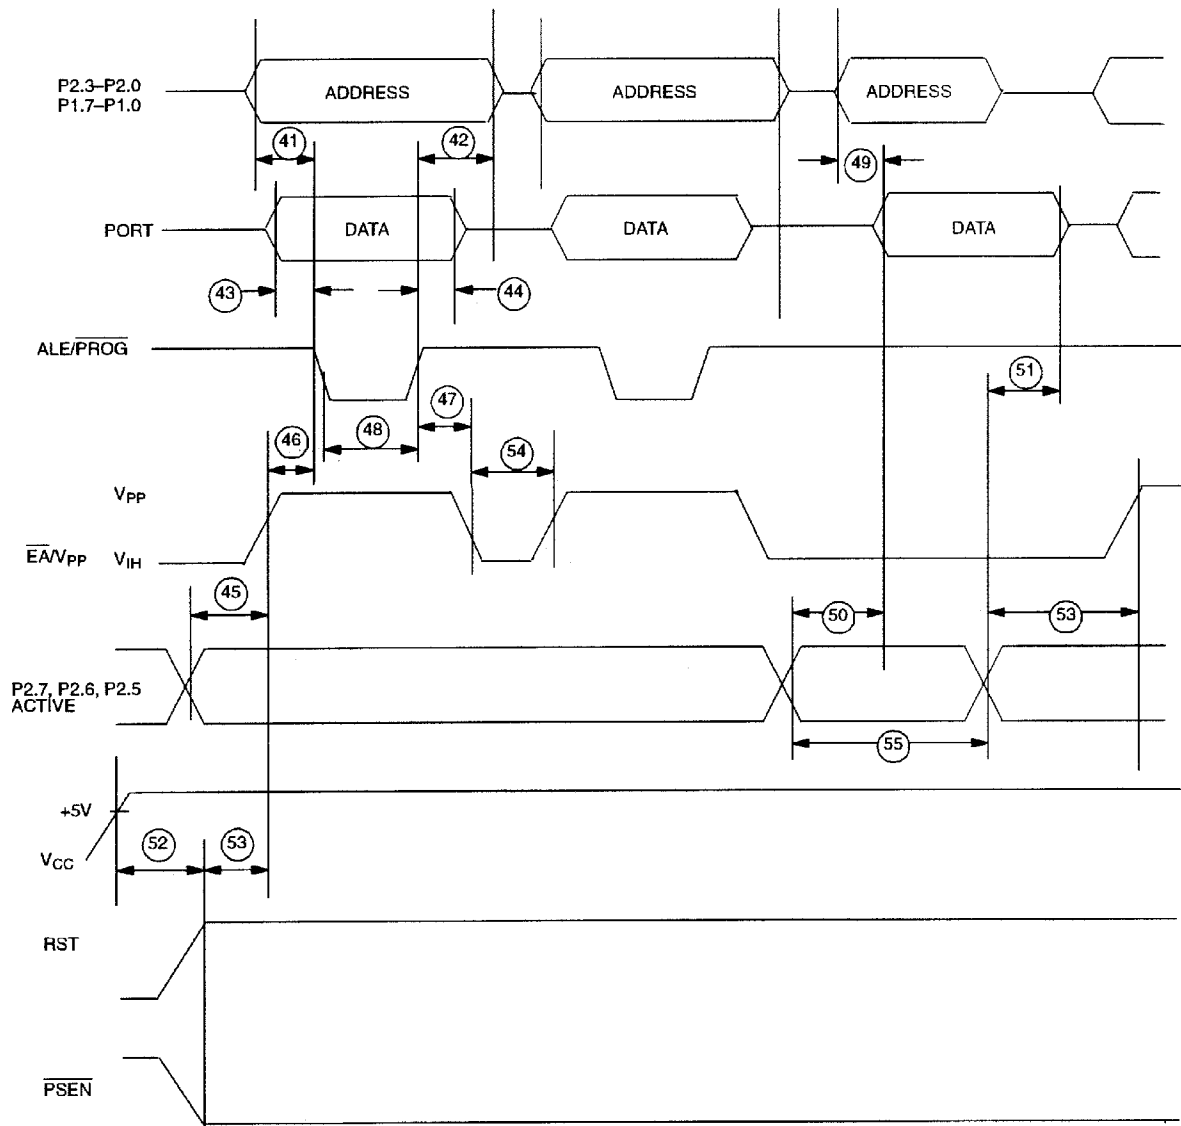 P2.3–P2.0
P1.7–P1.0
ADDRESS
ADDRESS
ADDRESS
41
42
49
PORT
DATA
DATA
DATA
43
44
ALE/PROG
51
47
46
48
54
VPP
EA/VPP VIH
45
50
53
P2.7, P2.6, P2.5
ACTIVE
55
+5V
52
53
VCC
RST
PSEN